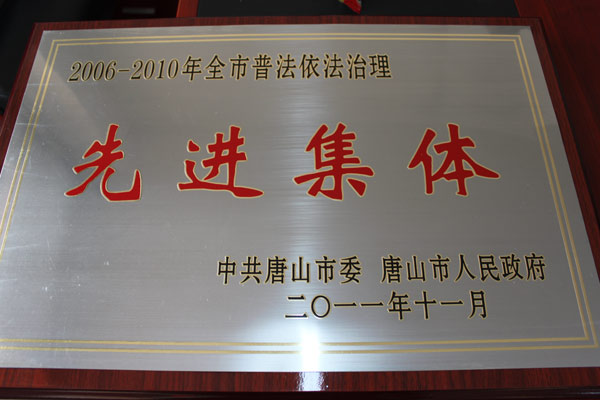 2006-2010年全市普法依法治理
先进集体
中共唐山市委 唐山市人民政府
二〇一一年十一月